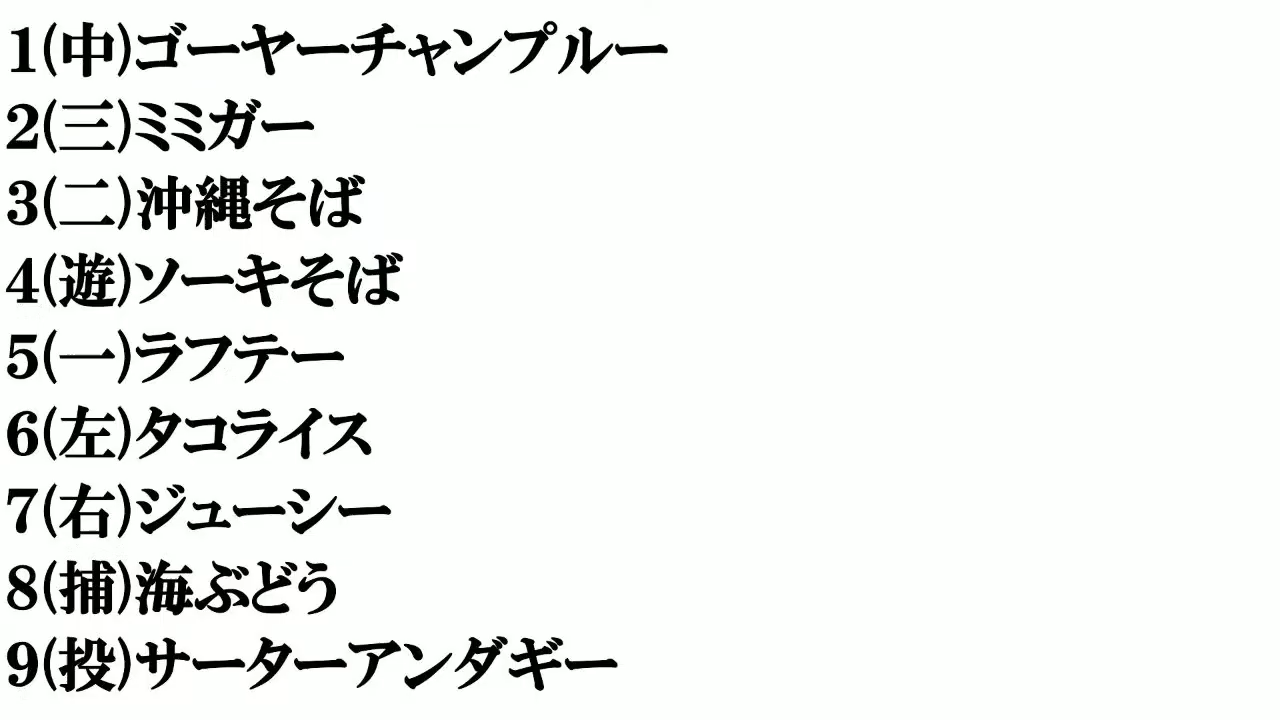 1(中)ゴーヤーチャンプルー
2(三)ミミガー
3(二)沖縄そば
4(遊)ソーキそば
5(一)ラフテー
6(左)タコライス
7(右)ジューシー
8(捕)海ぶどう
9(投)サーターアンダギー